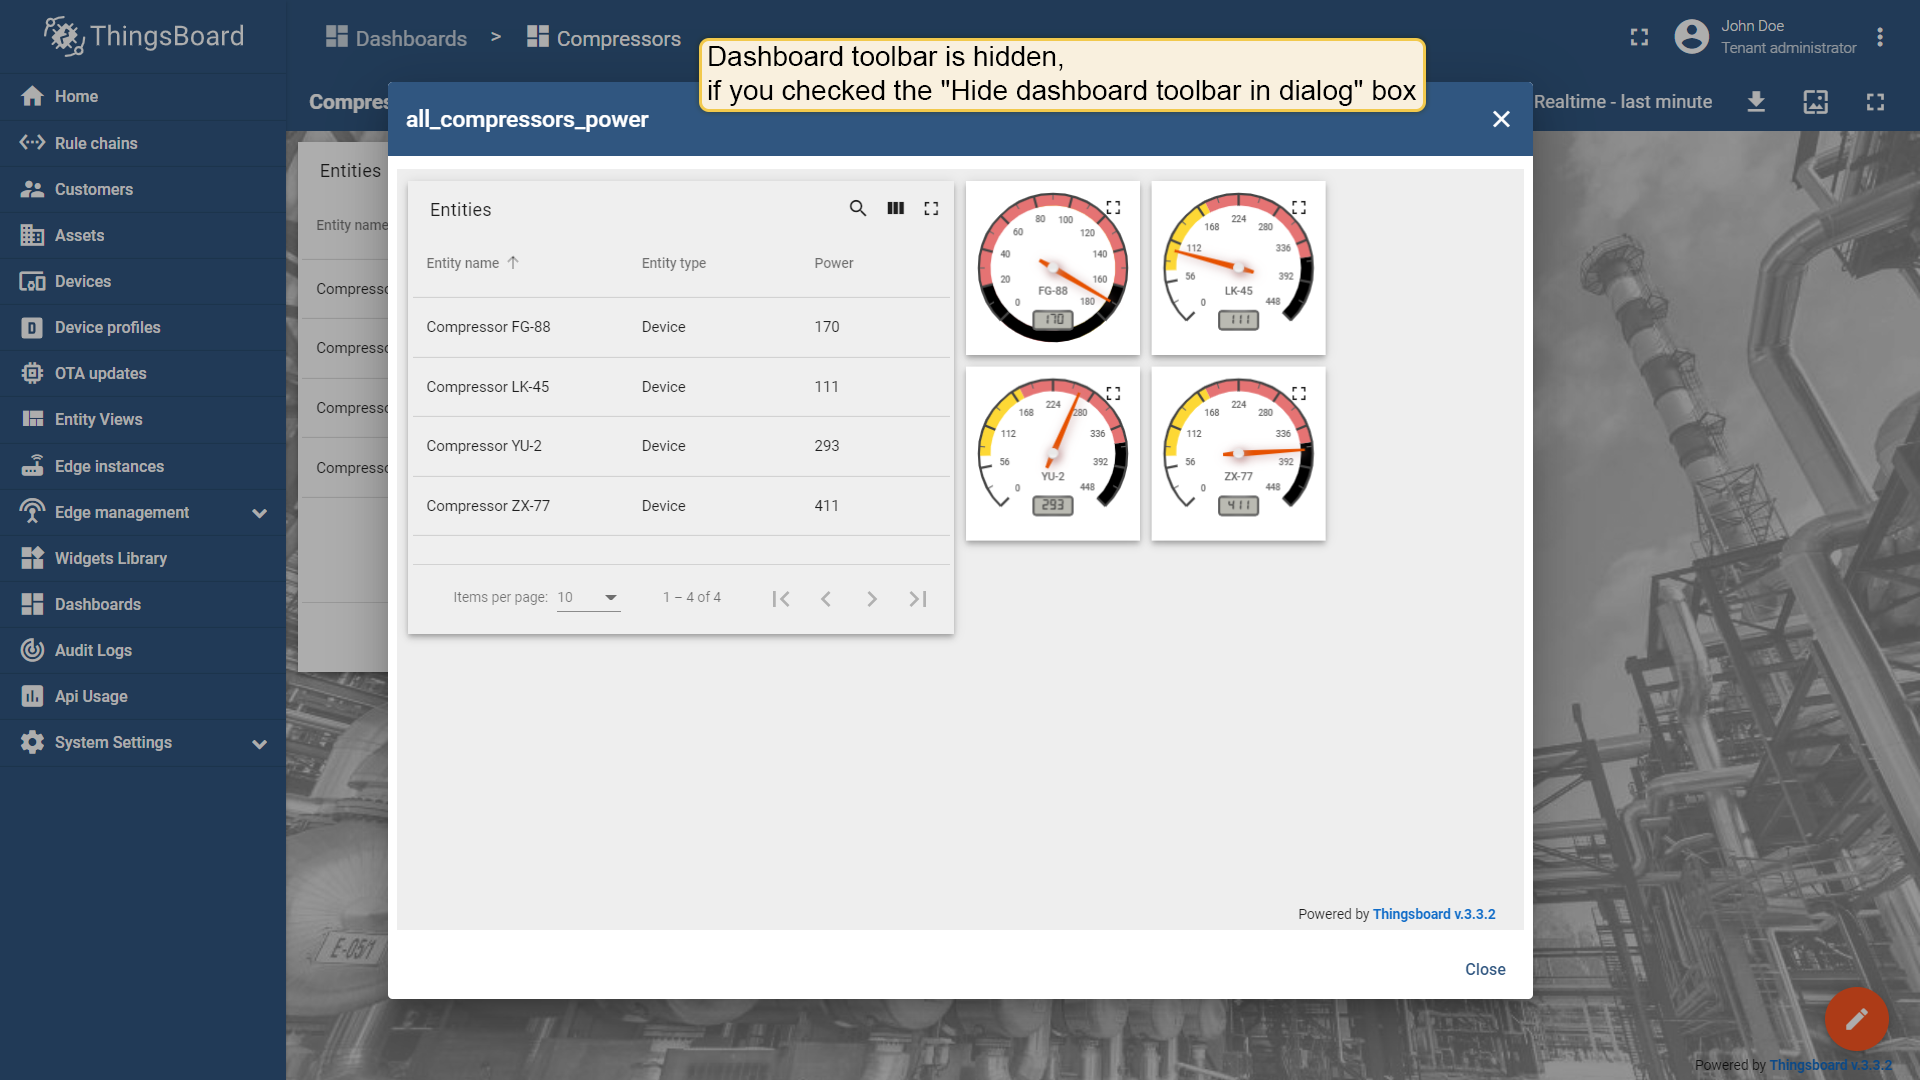 ThingsBoard
Dashboards > Compressors
John Doe
Tenant administrator
Dashboard toolbar is hidden,
if you checked the "Hide dashboard toolbar in dialog" box
Home
Rule chains
Customers
Assets
Devices
Device profiles
OTA updates
Entity Views
Edge instances
Edge management
Widgets Library
Dashboards
Audit Logs
Api Usage
System Settings
Compres
Realtime - last minute
Entities
Entity name
Compresso
Compresso
Compresso
Compresso
all_compressors_power
Entities
Entity name Entity type Power
Compressor FG-88 Device 170
Compressor LK-45 Device 111
Compressor YU-2 Device 293
Compressor ZX-77 Device 411
Items per page: 10 1 – 4 of 4
0 20 40 60 80 100 120 140 160 180
FG-88
170
0 56 112 168 224 280 336 392 448
LK-45
111
0 56 112 168 224 280 336 392 448
YU-2
293
0 56 112 168 224 280 336 392 448
ZX-77
411
Powered by Thingsboard v.3.3.2
Close
E-05/1
Powered by Thingsboard v.3.3.2